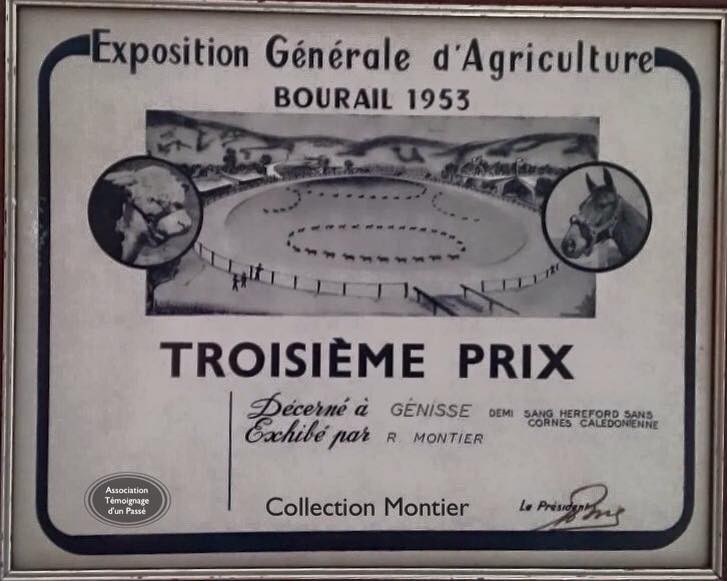 Exposition Générale d'Agriculture
BOURAIL 1953
TROISIÈME PRIX
Décerné à GÉNISSE DEMI SANG HEREFORD SANS
CORNES CALEDONIENNE
Exhibé par R. MONTIER
Association
Témoignage
d'un Passé
Collection Montier
Le Président